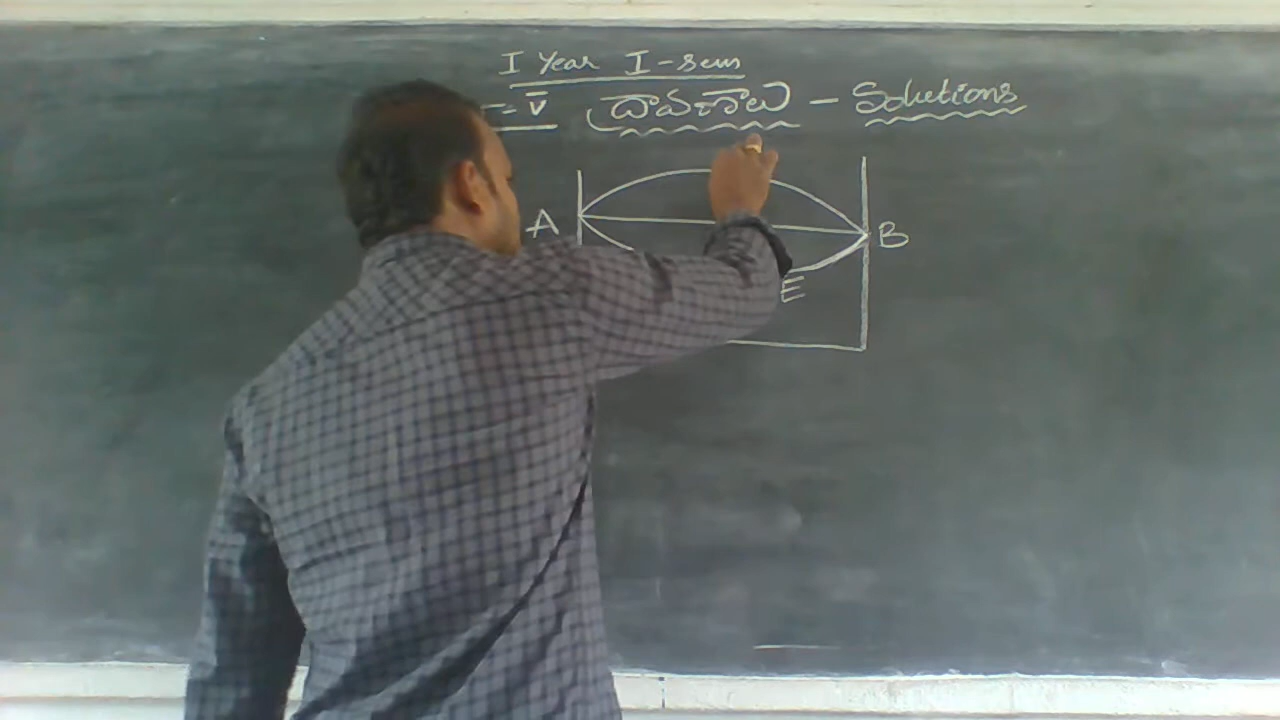 I Year I-sem
= v̄ ద్రావణాలు - Solutions
A B
E